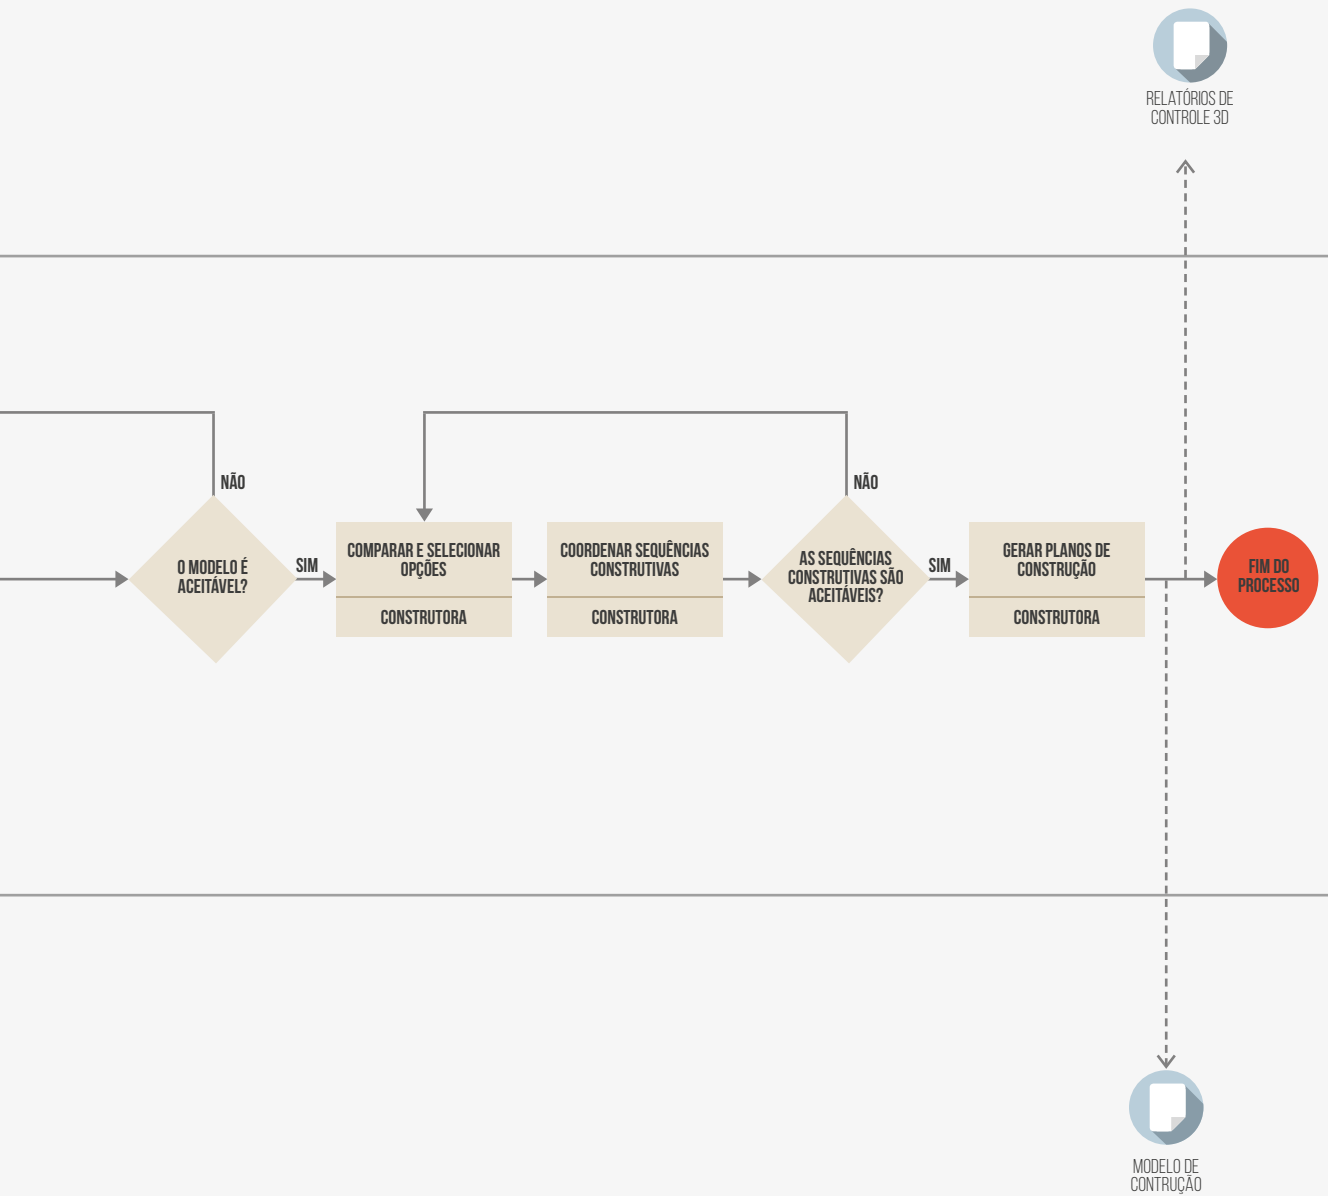 RELATÓRIOS DE
CONTROLE 3D
NÃO
NÃO
O MODELO É
ACEITÁVEL?
SIM
COMPARAR E SELECIONAR
OPÇÕES
CONSTRUTORA
COORDENAR SEQUÊNCIAS
CONSTRUTIVAS
CONSTRUTORA
AS SEQUÊNCIAS
CONSTRUTIVAS SÃO
ACEITÁVEIS?
SIM
GERAR PLANOS DE
CONSTRUÇÃO
CONSTRUTORA
FIM DO
PROCESSO
MODELO DE
CONTRUÇÃO